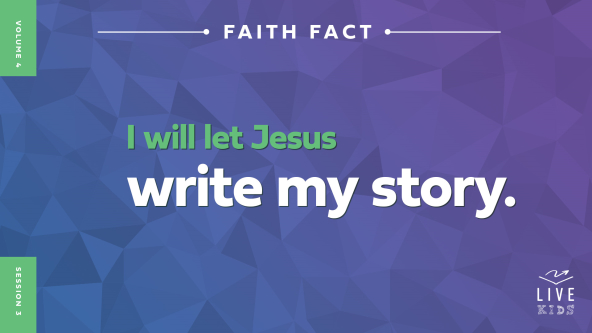 FAITH FACT
VOLUME 4
I will let Jesus
write my story.
SESSION 3
LIVE
KIDS